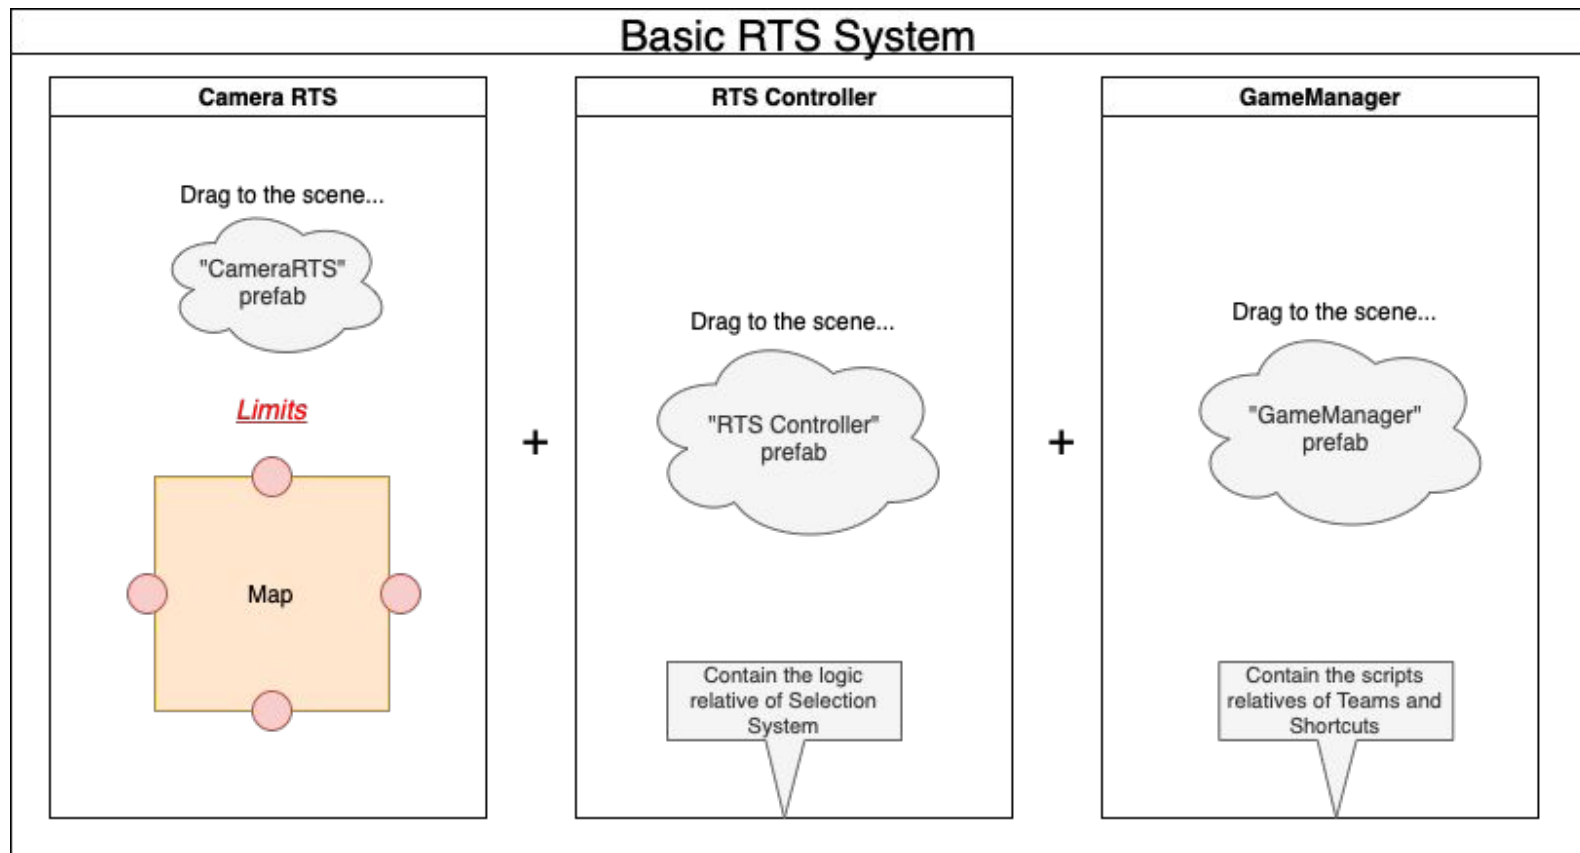 Basic RTS System
Camera RTS
Drag to the scene...
"CameraRTS"
prefab
Limits
Map
+
RTS Controller
Drag to the scene...
"RTS Controller"
prefab
Contain the logic
relative of Selection
System
+
GameManager
Drag to the scene...
"GameManager"
prefab
Contain the scripts
relatives of Teams and
Shortcuts